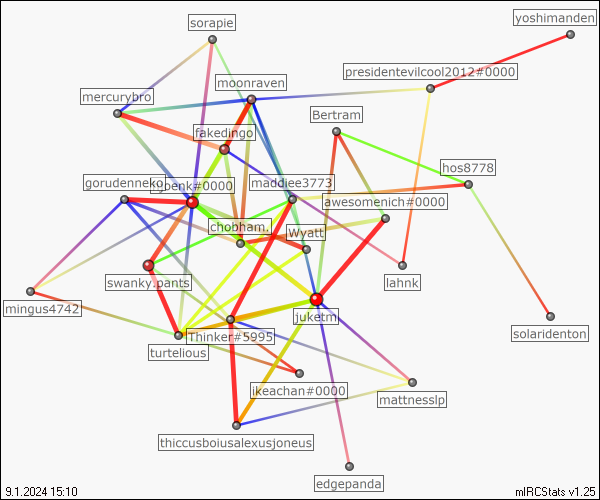 sorapie
yoshimanden
moonraven
presidentevilcool2012#0000
mercurybro
Bertram
fakedingo
hos8778
gorudenneko
penk#0000
maddiee3773
awesomenich#0000
chobham.
Wyatt
swanky.pants
lahnk
mingus4742
juketm
Thinker#5995
solaridenton
turtelious
ikeachan#0000
mattnesslp
thiccusboiusalexusjoneus
edgepanda
9.1.2024 15:10
mIRCStats v1.25